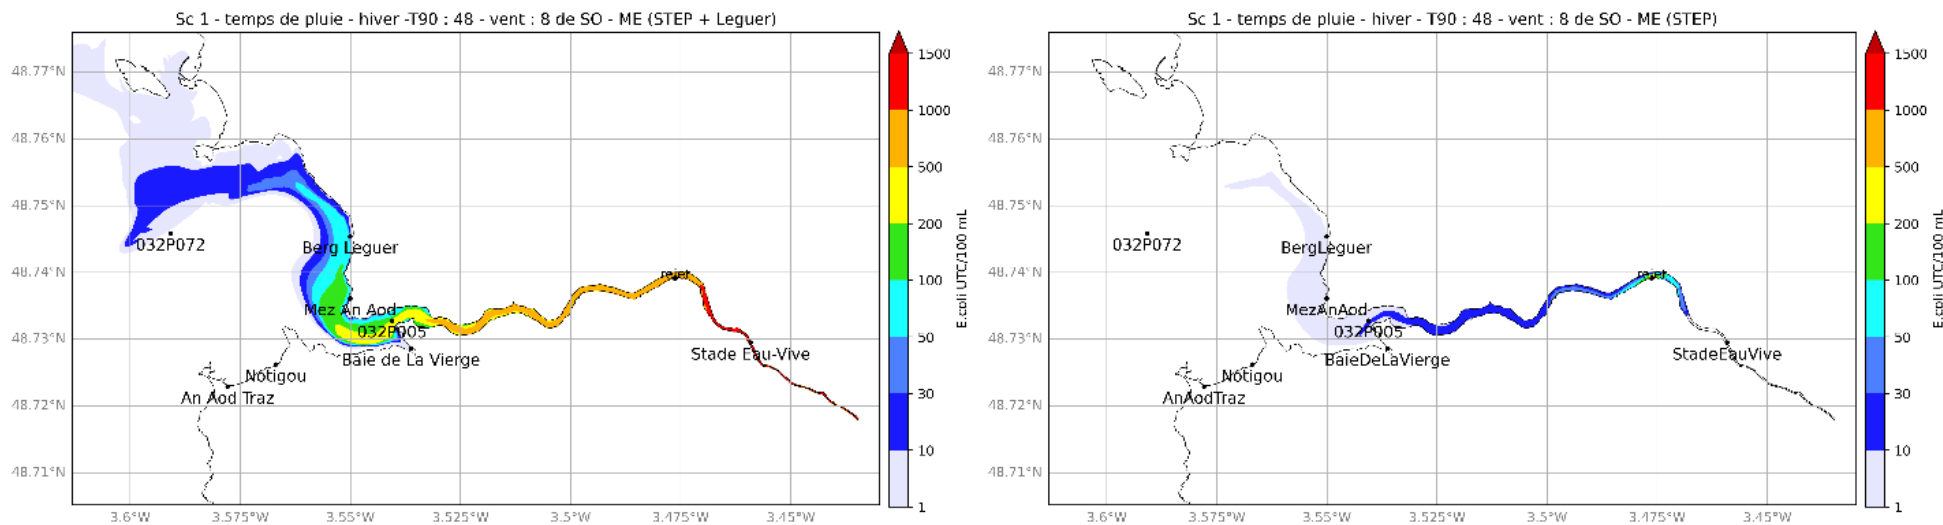 Sc 1 - temps de pluie - hiver -T90 : 48 - vent : 8 de SO - ME (STEP + Leguer)
48.77°N
48.76°N
48.75°N
48.74°N
48.73°N
48.72°N
48.71°N
3.6°W
3.575°W
3.55°W
3.525°W
3.5°W
3.475°W
3.45°W
032P072
Berg Leguer
Mez An Aod
032P005
Baie de La Vierge
Notigou
An Aod Traz
rejet
Stade Eau-Vive
1500
1000
500
200
100
50
30
10
1
E.coli UTC/100 mL
Sc 1 - temps de pluie - hiver - T90 : 48 - vent : 8 de SO - ME (STEP)
48.77°N
48.76°N
48.75°N
48.74°N
48.73°N
48.72°N
48.71°N
3.6°W
3.575°W
3.55°W
3.525°W
3.5°W
3.475°W
3.45°W
032P072
BergLeguer
MezAnAod
032P005
BaieDeLaVierge
Notigou
AnAodTraz
rejet
StadeEauVive
1500
1000
500
200
100
50
30
10
1
E.coli UTC/100 mL